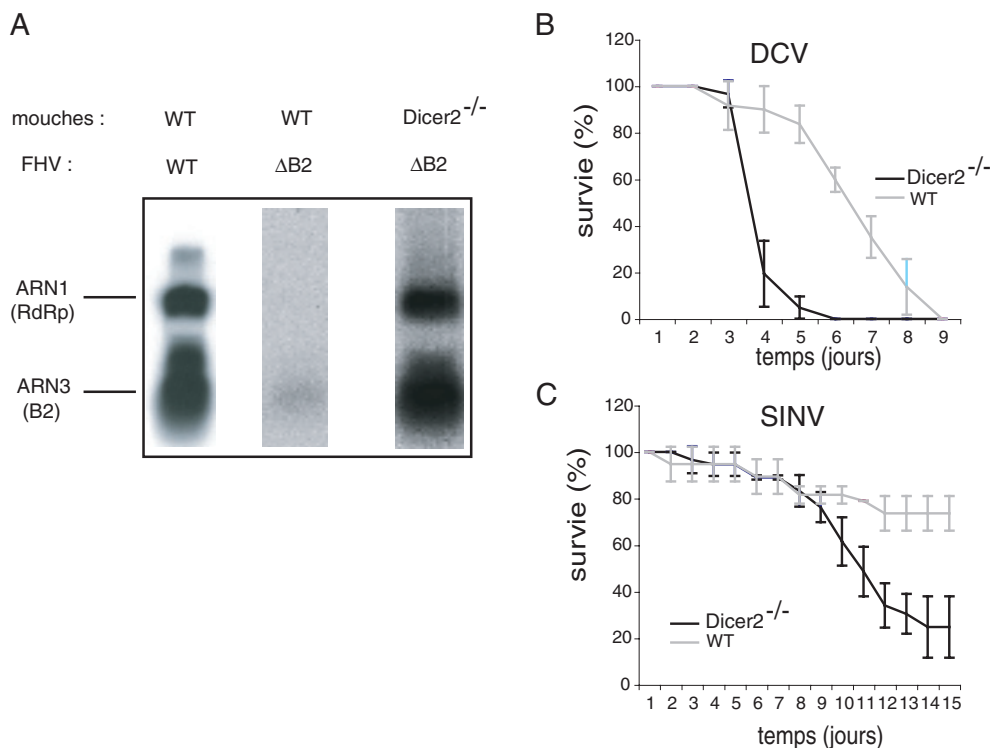 A
mouches : WT WT Dicer2-/-
FHV : WT ΔB2 ΔB2
ARN1
(RdRp)
ARN3
(B2)
B
DCV
survie (%)
120
100
80
60
40
20
0
1 2 3 4 5 6 7 8 9
temps (jours)
Dicer2-/-
WT
C
SINV
survie (%)
120
100
80
60
40
20
0
1 2 3 4 5 6 7 8 9 10 11 12 13 14 15
temps (jours)
Dicer2-/-
WT